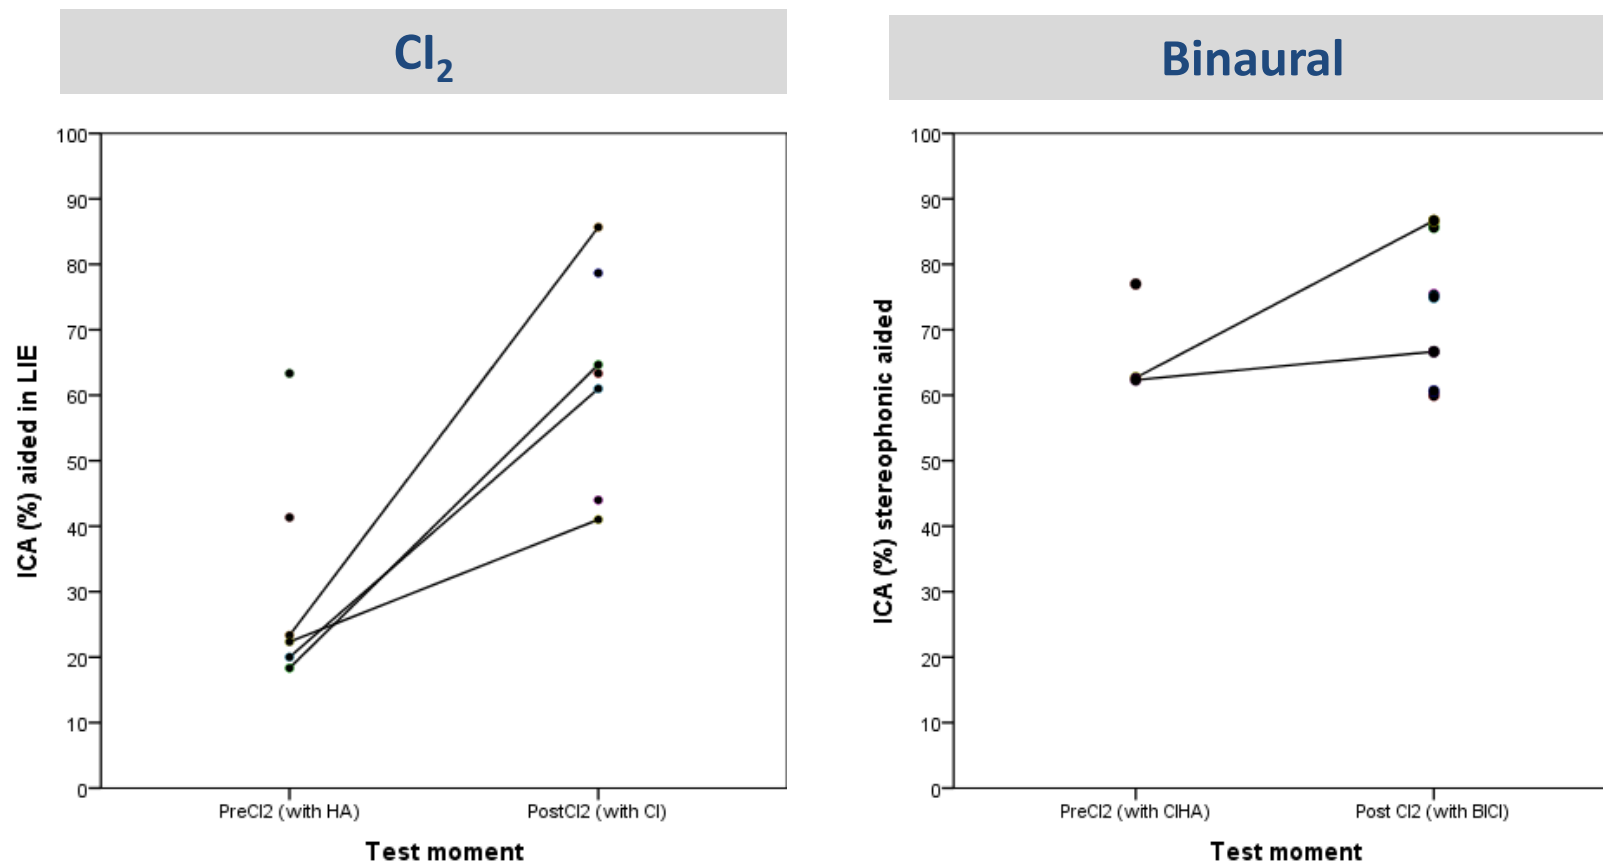 CI₂
Binaural
ICA (%) aided in LIE
100
90
80
70
60
50
40
30
20
10
0
PreCI2 (with HA)
PostCI2 (with CI)
Test moment
ICA (%) stereophonic aided
100
90
80
70
60
50
40
30
20
10
0
PreCI2 (with CIHA)
Post CI2 (with BICI)
Test moment